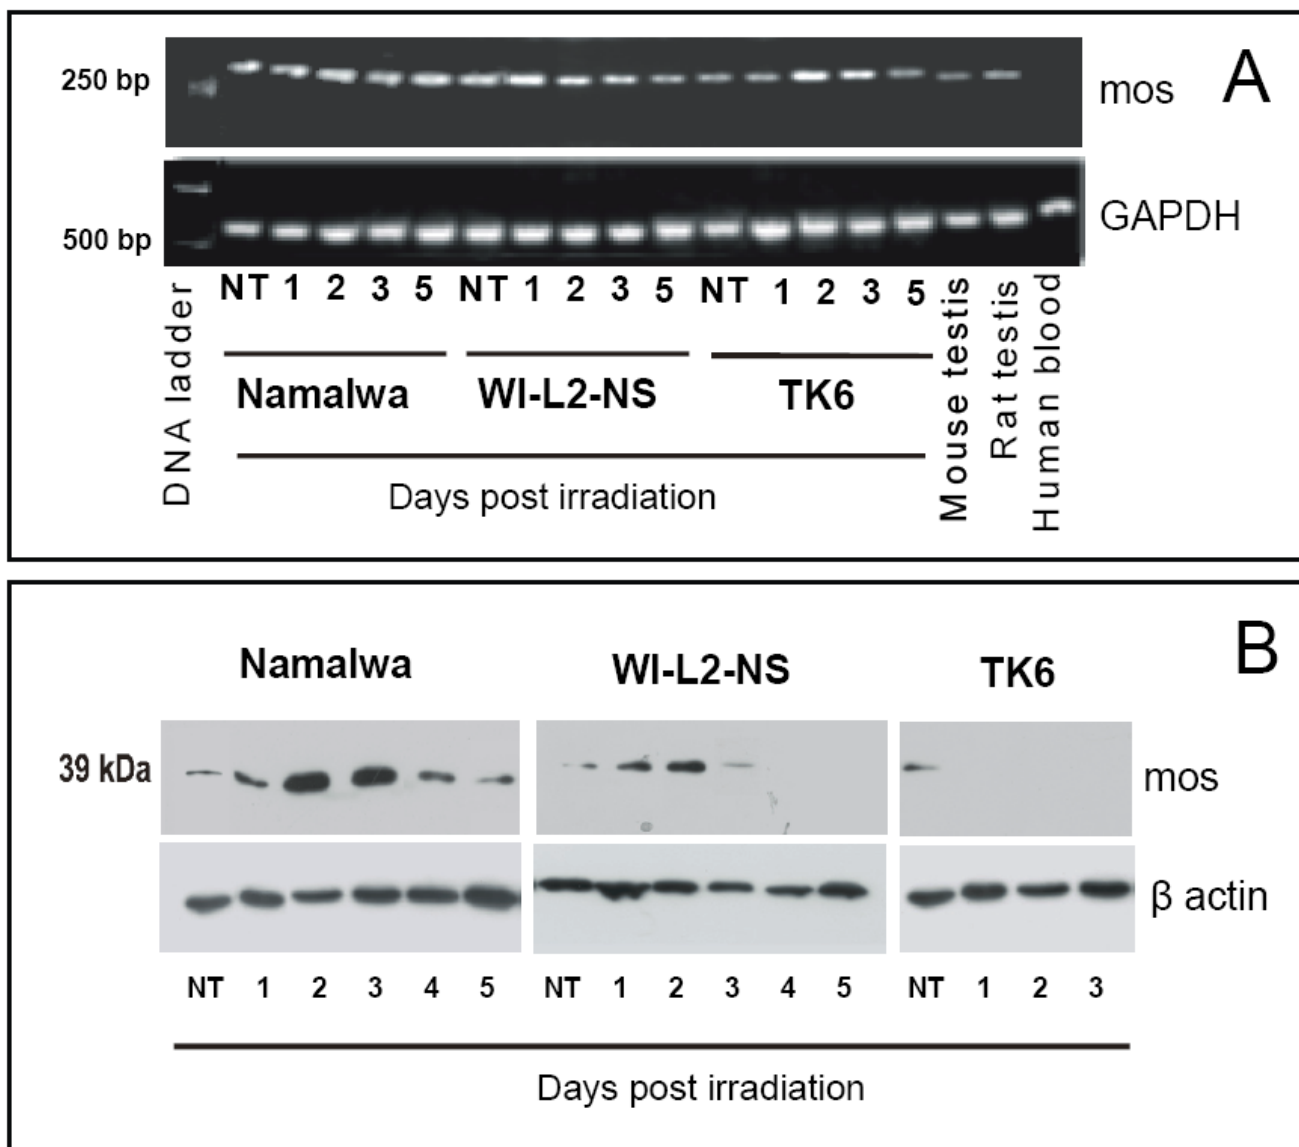 A
250 bp
mos
GAPDH
500 bp
NT 1 2 3 5 NT 1 2 3 5 NT 1 2 3 5
DNA ladder
Mouse testis
Rat testis
Human blood
Namalwa WI-L2-NS TK6
Days post irradiation
B
Namalwa WI-L2-NS TK6
39 kDa
mos
β actin
NT 1 2 3 4 5 NT 1 2 3 4 5 NT 1 2 3
Days post irradiation